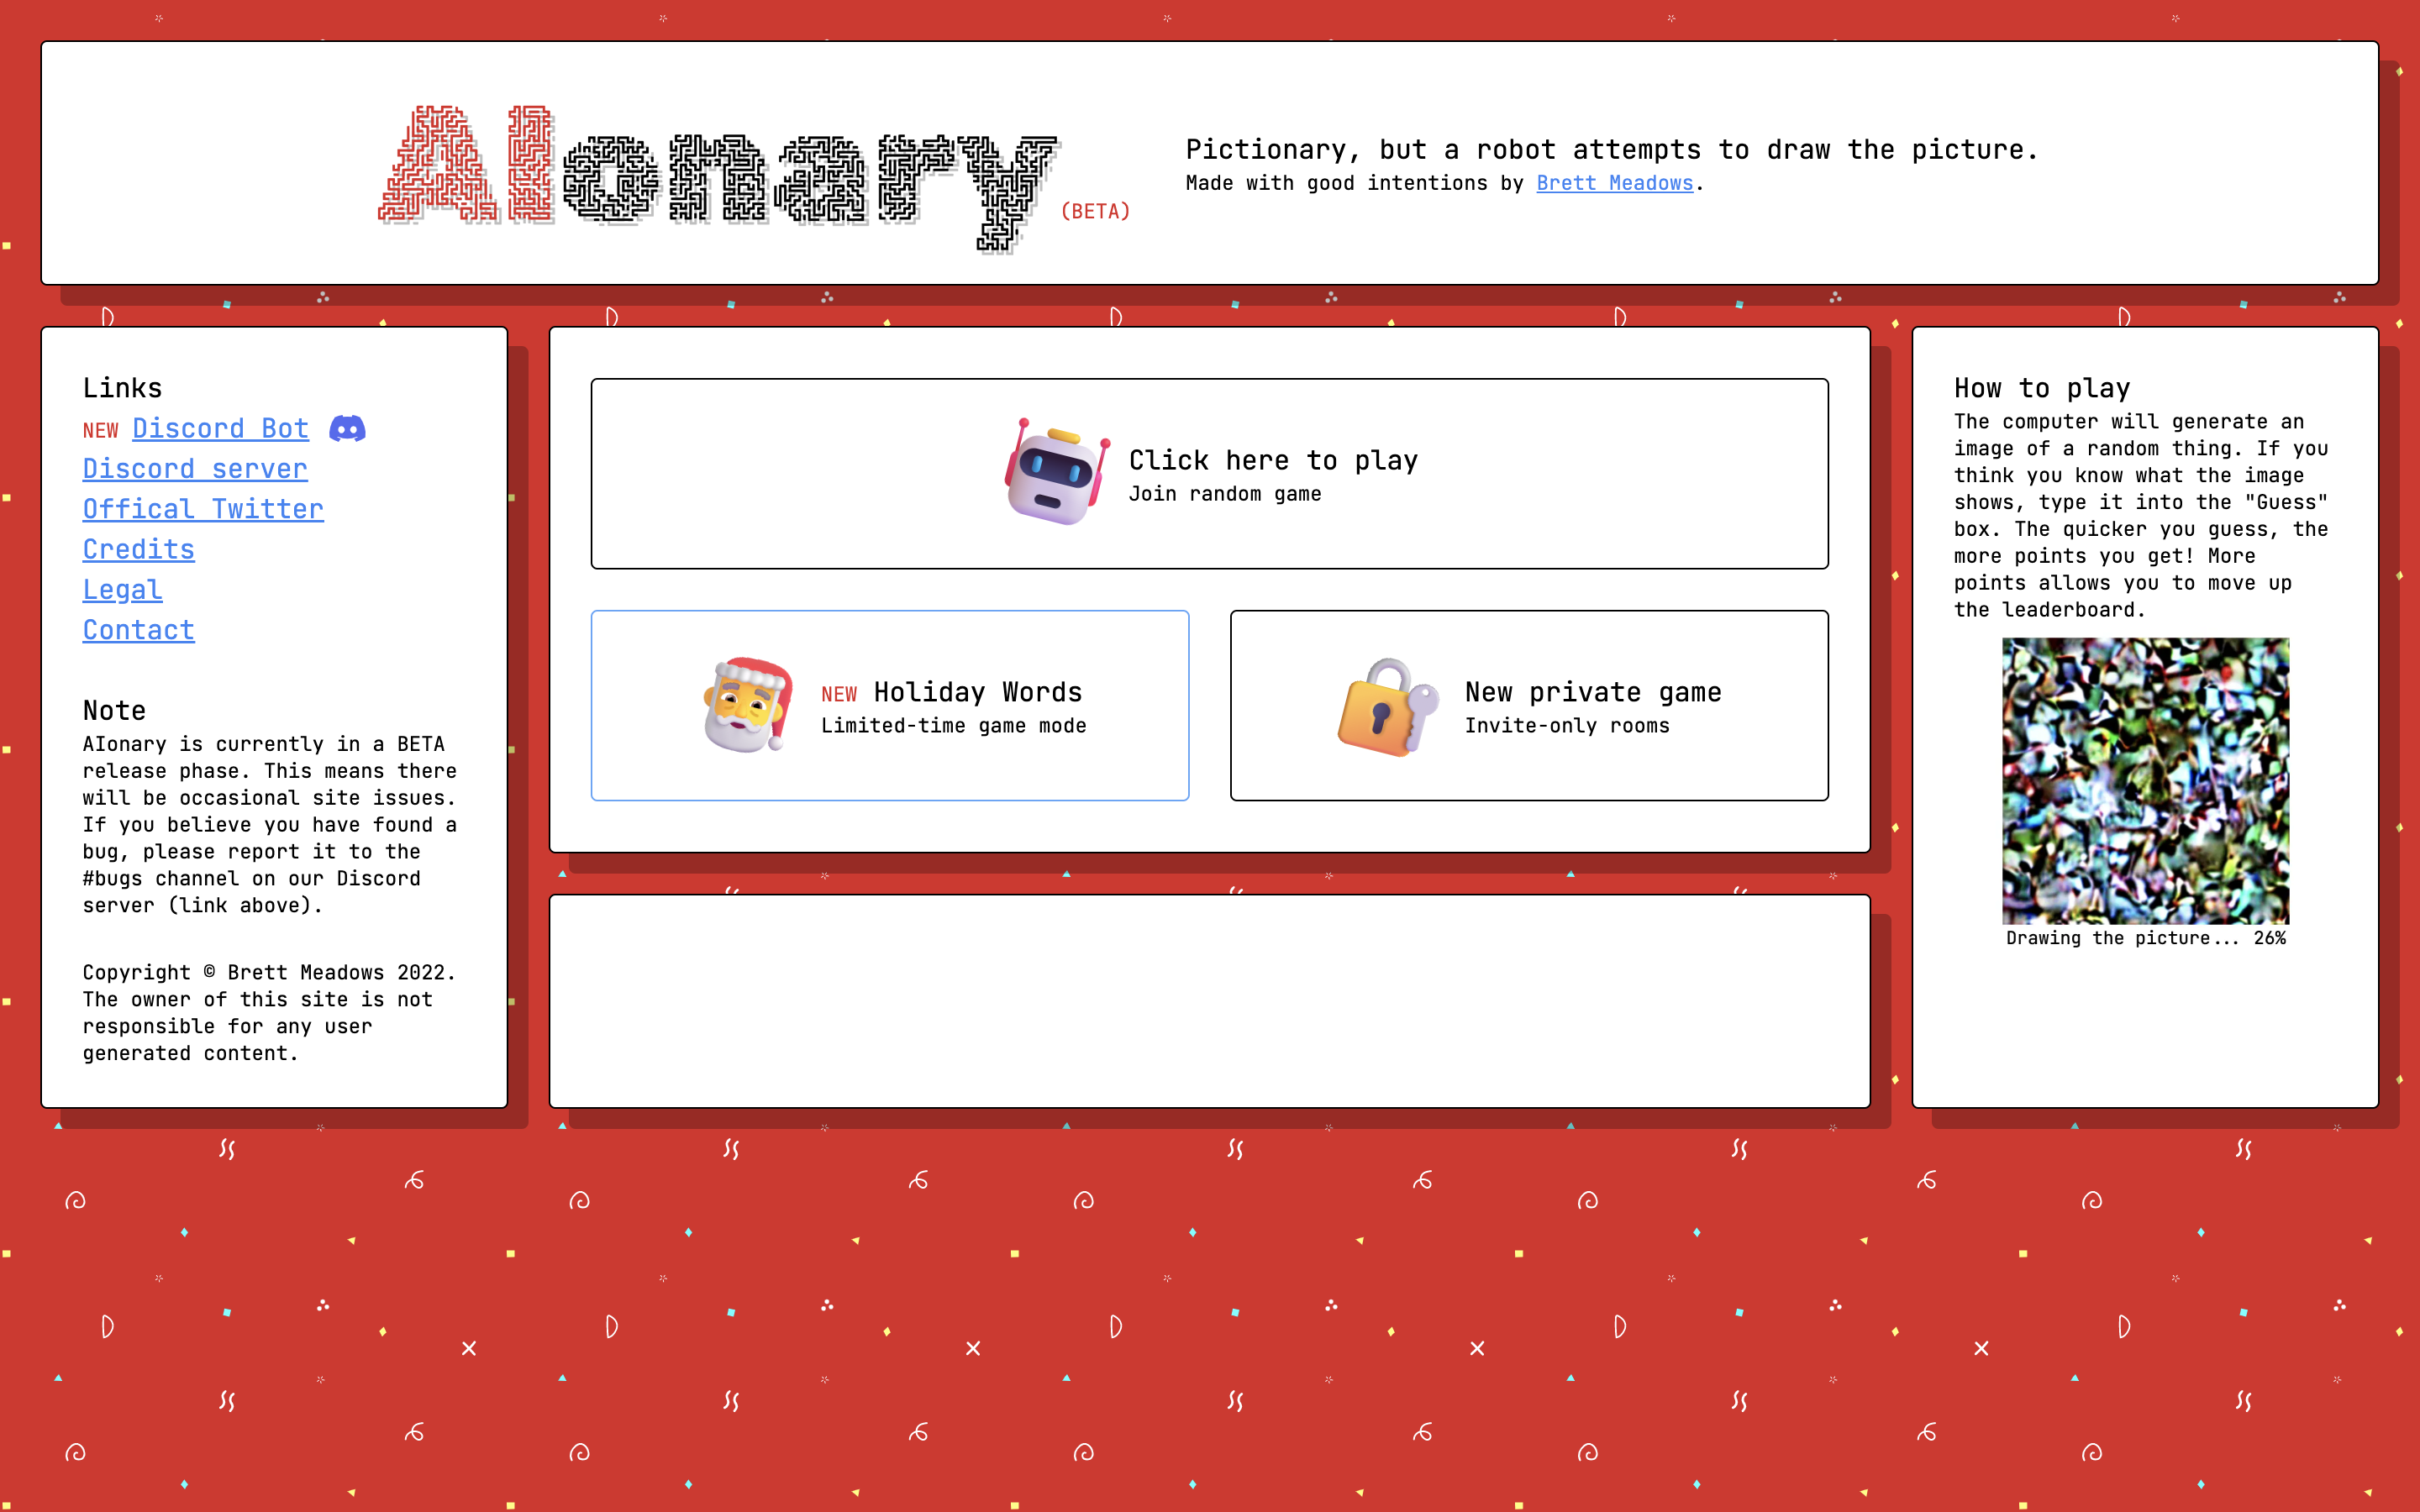 AIonary (BETA)
Pictionary, but a robot attempts to draw the picture.
Made with good intentions by Brett Meadows.
Links
NEW Discord Bot
Discord server
Offical Twitter
Credits
Legal
Contact
Note
AIonary is currently in a BETA
release phase. This means there
will be occasional site issues.
If you believe you have found a
bug, please report it to the
#bugs channel on our Discord
server (link above).
Copyright © Brett Meadows 2022.
The owner of this site is not
responsible for any user
generated content.
Click here to play
Join random game
NEW Holiday Words
Limited-time game mode
New private game
Invite-only rooms
How to play
The computer will generate an
image of a random thing. If you
think you know what the image
shows, type it into the "Guess"
box. The quicker you guess, the
more points you get! More
points allows you to move up
the leaderboard.
Drawing the picture... 26%